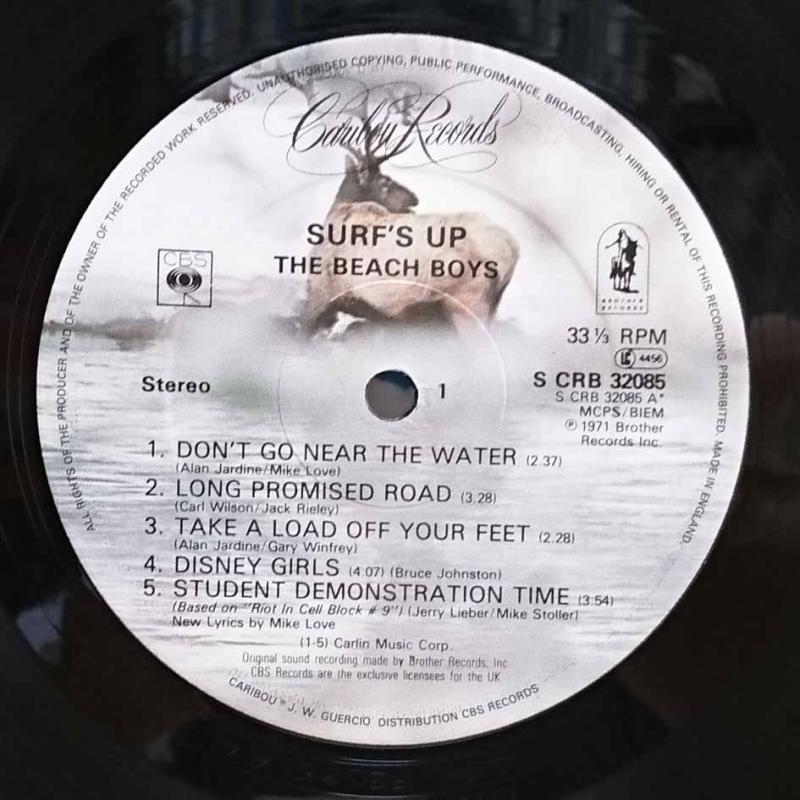 ALL RIGHTS OF THE PRODUCER AND OF THE OWNER OF THE RECORDED WORK RESERVED. UNAUTHORISED COPYING, PUBLIC PERFORMANCE, BROADCASTING, HIRING OR RENTAL OF THIS RECORDING PROHIBITED. MADE IN ENGLAND.
Caribou Records
SURF'S UP
THE BEACH BOYS
CBS
BROTHER
RECORDS
33 ⅓ RPM
LC 4456
Stereo
1
S CRB 32085
S CRB 32085 A*
MCPS/BIEM
℗ 1971 Brother
Records Inc.
1. DON'T GO NEAR THE WATER (2.37)
(Alan Jardine/Mike Love)
2. LONG PROMISED ROAD (3.28)
(Carl Wilson/Jack Rieley)
3. TAKE A LOAD OFF YOUR FEET (2.28)
(Alan Jardine/Gary Winfrey)
4. DISNEY GIRLS (4.07) (Bruce Johnston)
5. STUDENT DEMONSTRATION TIME (3:54)
(Based on "Riot In Cell Block # 9") (Jerry Lieber/Mike Stoller)
New Lyrics by Mike Love
(1-5) Carlin Music Corp.
Original sound recording made by Brother Records, Inc
CBS Records are the exclusive licensees for the UK
CARIBOU * J. W. GUERCIO DISTRIBUTION CBS RECORDS